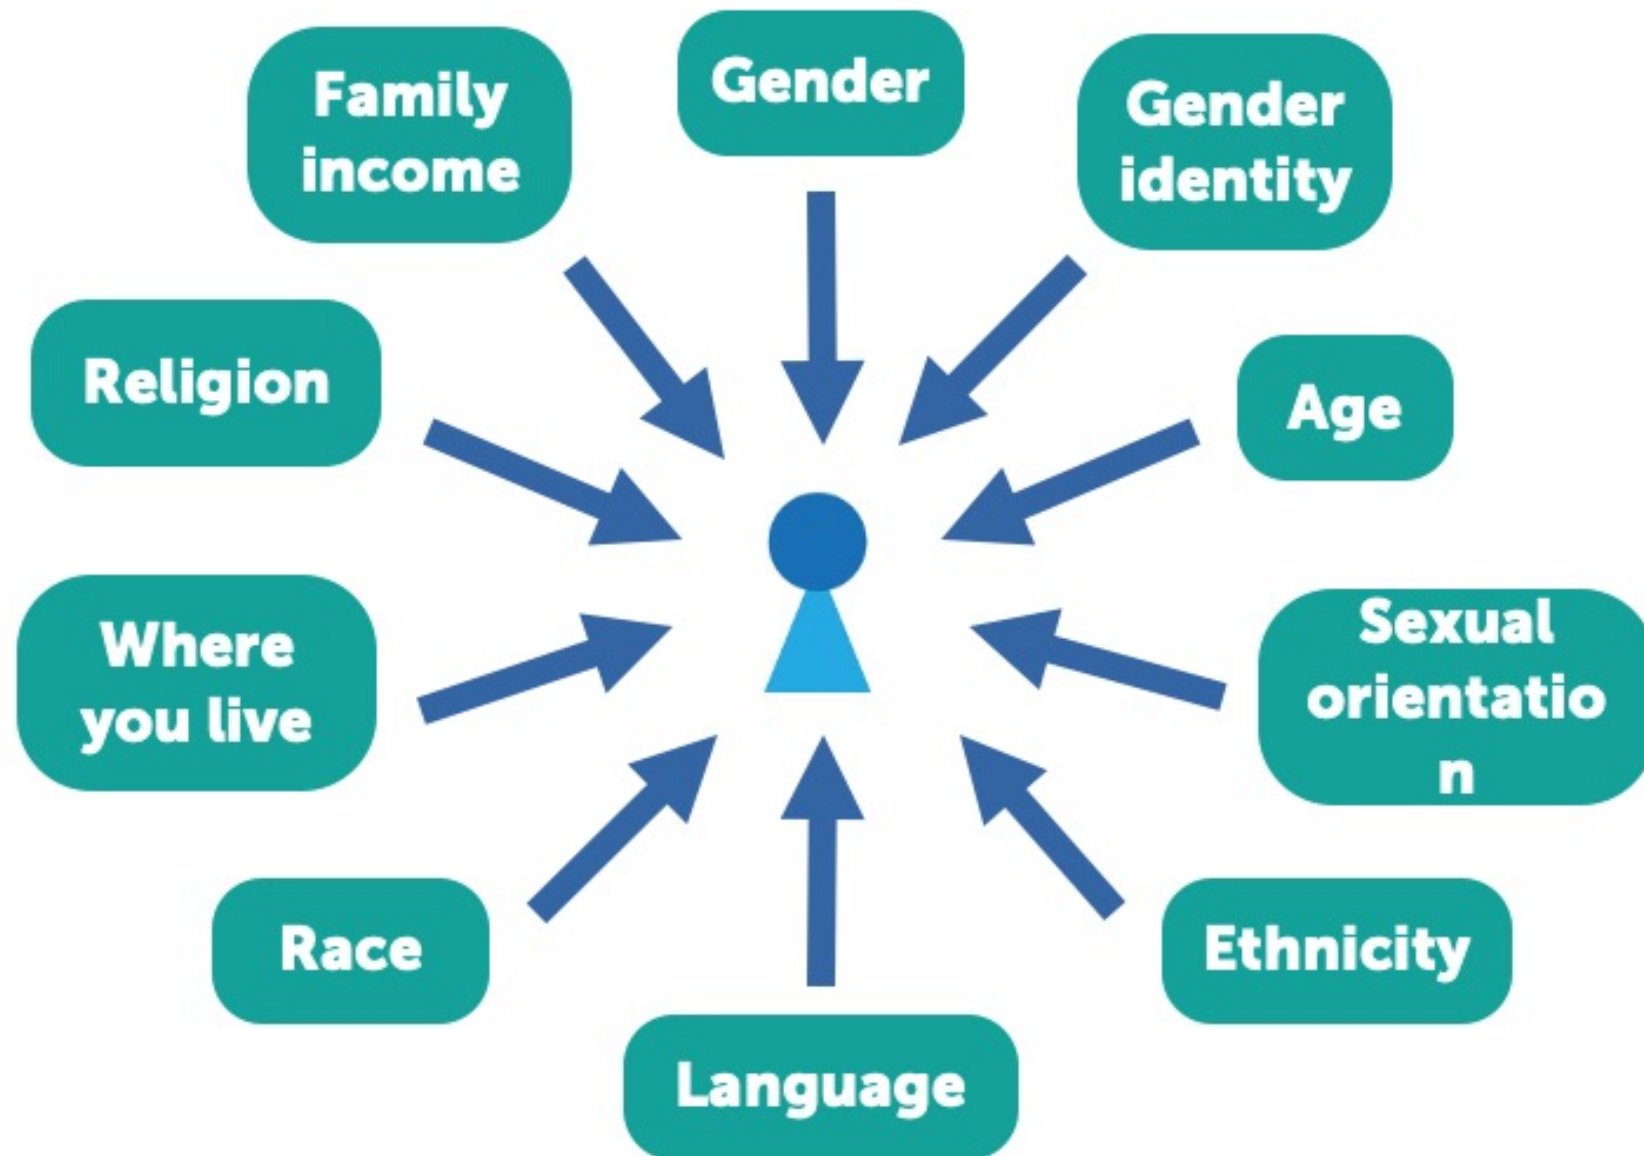 Family
income
Gender
Gender
identity
Religion
Age
Where
you live
Sexual
orientatio
n
Race
Ethnicity
Language